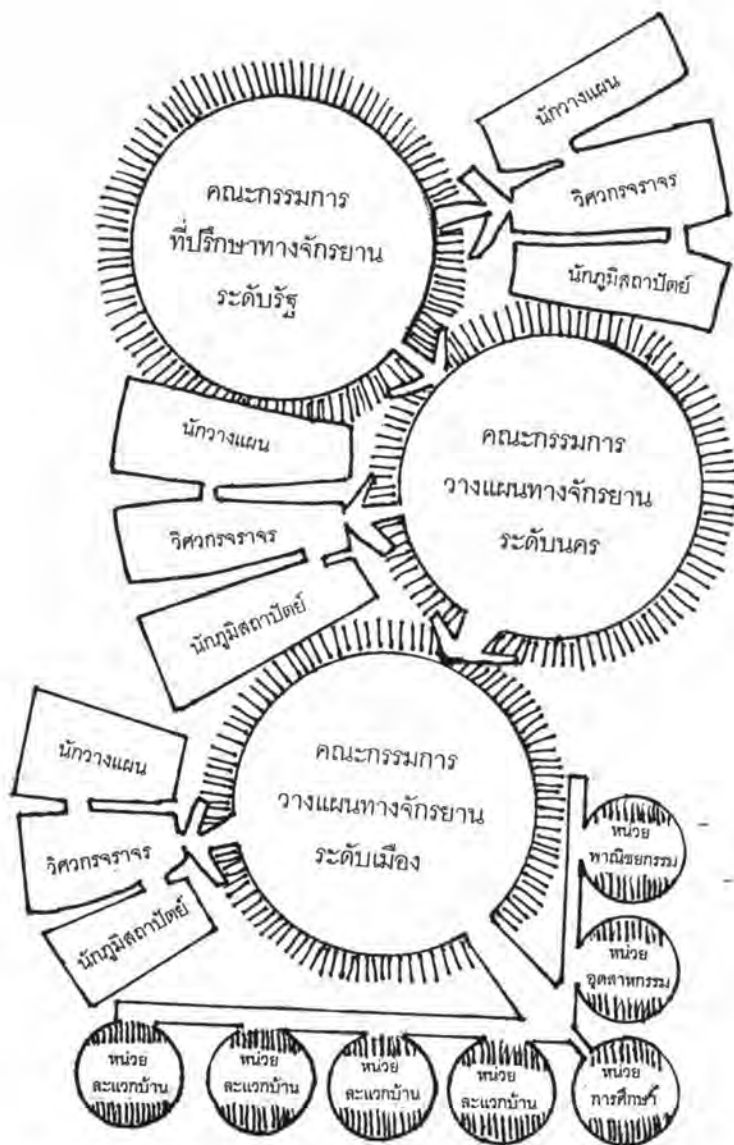 คณะกรรมการ
ที่ปรึกษาทางจักรยาน
ระดับรัฐ
นักวางแผน
วิศวกรจราจร
นักภูมิสถาปัตย์
คณะกรรมการ
วางแผนทางจักรยาน
ระดับนคร
นักวางแผน
วิศวกรจราจร
นักภูมิสถาปัตย์
คณะกรรมการ
วางแผนทางจักรยาน
ระดับเมือง
นักวางแผน
วิศวกรจราจร
นักภูมิสถาปัตย์
หน่วย
พาณิชยกรรม
หน่วย
อุตสาหกรรม
หน่วย
การศึกษา
หน่วย
ละแวกบ้าน
หน่วย
ละแวกบ้าน
หน่วย
ละแวกบ้าน
หน่วย
ละแวกบ้าน